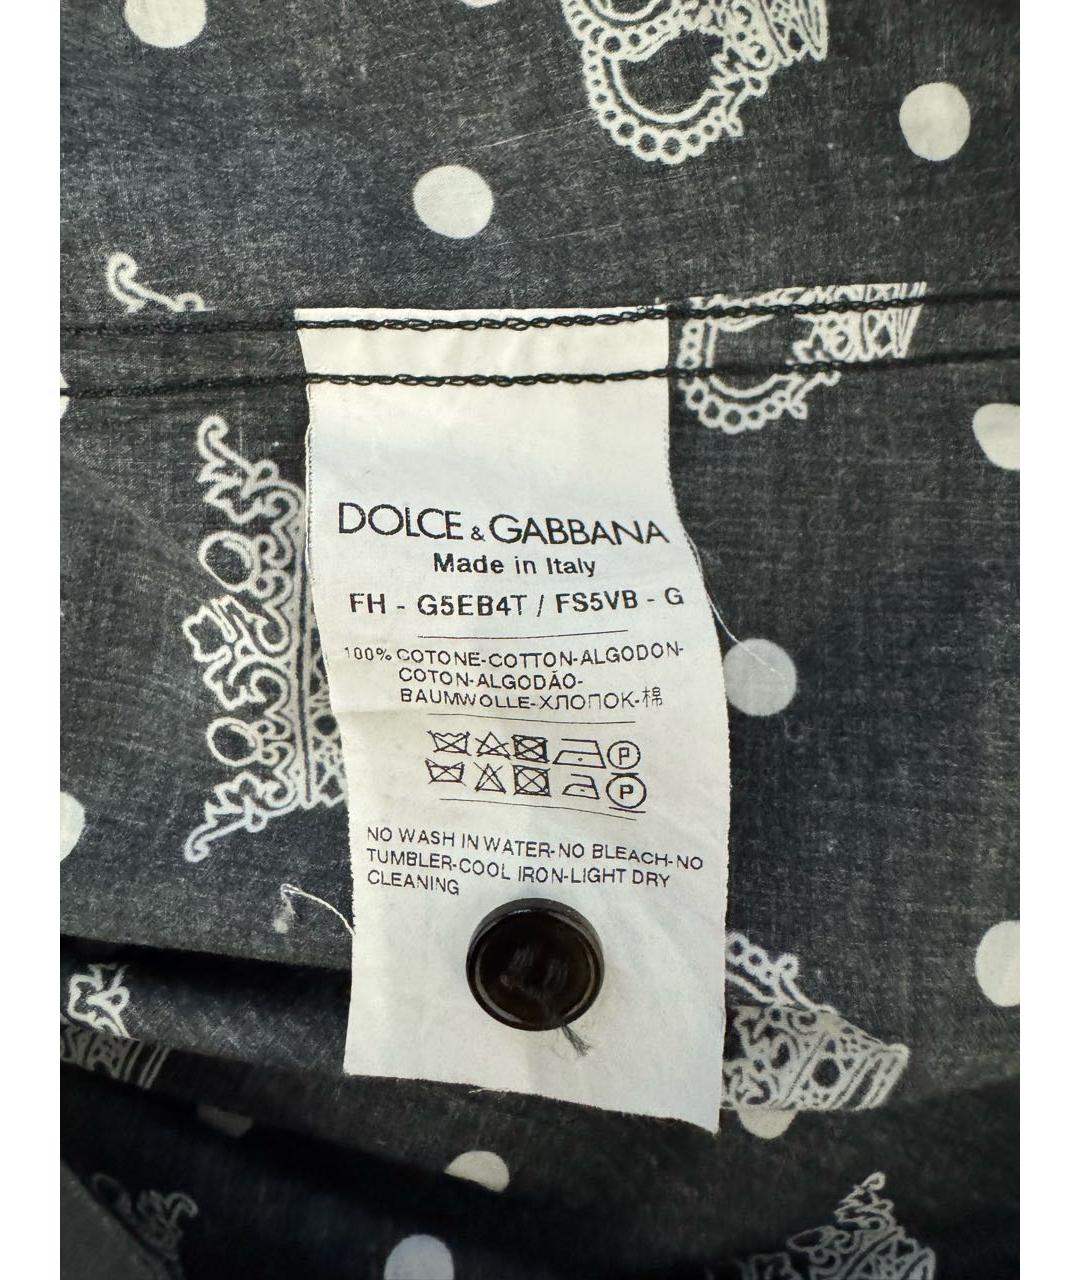 DOLCE & GABBANA
Made in Italy
FH - G5EB4T / FS5VB - G
100% COTONE-COTTON-ALGODON-
COTON-ALGODÃO-
BAUMWOLLE-ХЛОПОК-棉
P
P
NO WASH IN WATER-NO BLEACH-NO
TUMBLER-COOL IRON-LIGHT DRY
CLEANING